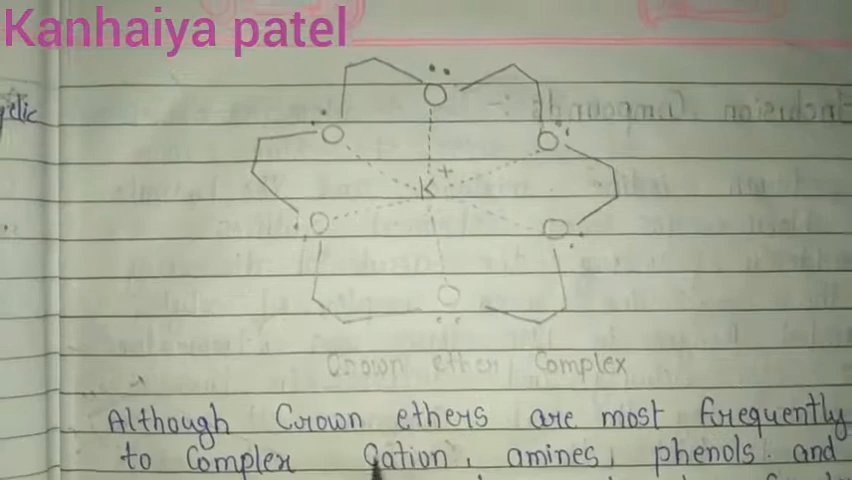 Kanhaiya patel
K+
O
O
O
O
O
O
Crown ether Complex
Although Crown ethers are most frequently
to Complex Cation, amines, phenols and